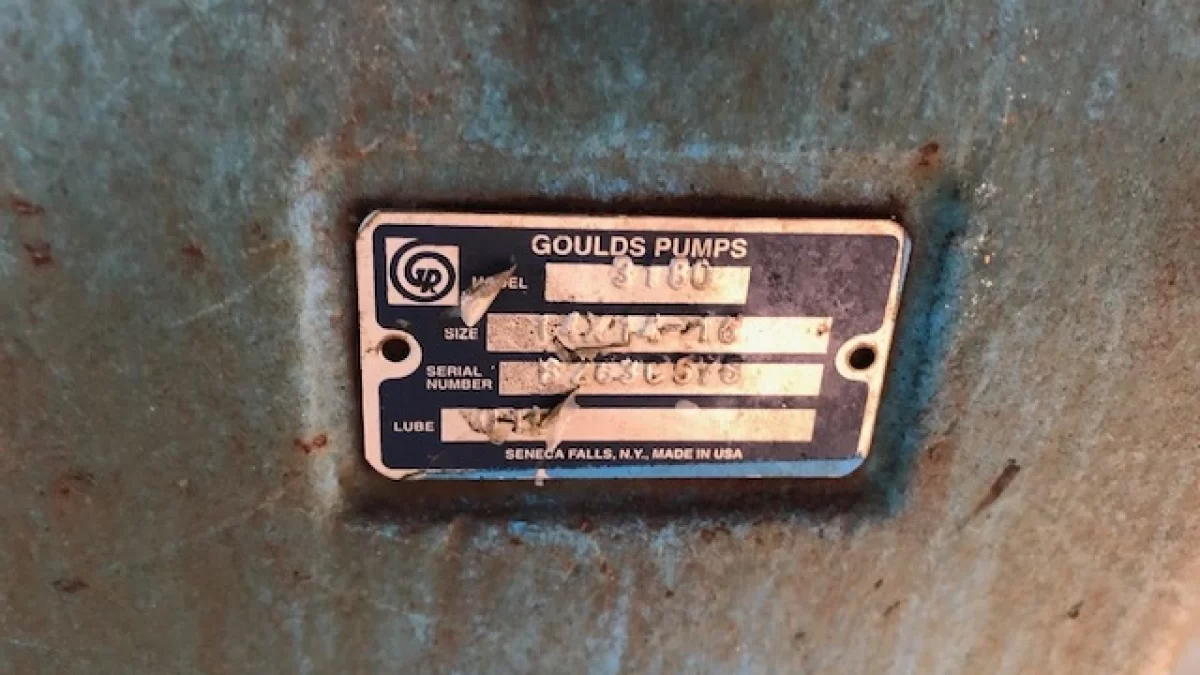 GOULDS PUMPS
MODEL 3180
SIZE
SERIAL
NUMBER
LUBE
SENECA FALLS, N.Y., MADE IN USA